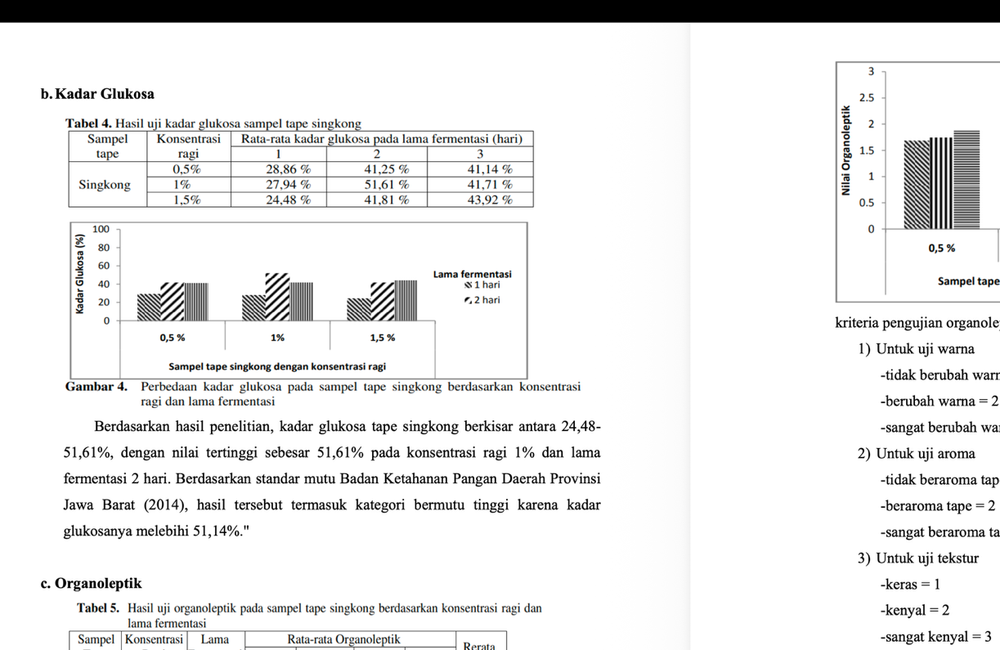 b. Kadar Glukosa
Tabel 4. Hasil uji kadar glukosa sampel tape singkong
Sampel tape Konsentrasi ragi Rata-rata kadar glukosa pada lama fermentasi (hari)
1 2 3
Singkong
0,5% 28,86 % 41,25 % 41,14 %
1% 27,94 % 51,61 % 41,71 %
1,5% 24,48 % 41,81 % 43,92 %
Kadar Glukosa (%)
100
80
60
40
20
0
0,5 % 1% 1,5 %
Sampel tape singkong dengan konsentrasi ragi
Lama fermentasi
1 hari
2 hari
Gambar 4. Perbedaan kadar glukosa pada sampel tape singkong berdasarkan konsentrasi
ragi dan lama fermentasi
Berdasarkan hasil penelitian, kadar glukosa tape singkong berkisar antara 24,48-
51,61%, dengan nilai tertinggi sebesar 51,61% pada konsentrasi ragi 1% dan lama
fermentasi 2 hari. Berdasarkan standar mutu Badan Ketahanan Pangan Daerah Provinsi
Jawa Barat (2014), hasil tersebut termasuk kategori bermutu tinggi karena kadar
glukosanya melebihi 51,14%."
c. Organoleptik
Tabel 5. Hasil uji organoleptik pada sampel tape singkong berdasarkan konsentrasi ragi dan
lama fermentasi
Sampel Konsentrasi Lama Rata-rata Organoleptik Rerata
Nilai Organoleptik
3
2.5
2
1.5
1
0.5
0
0,5 %
Sampel tape
kriteria pengujian
1) Untuk uji warna
-tidak berubah
-berubah warna = 2
-sangat berubah
2) Untuk uji aroma
-tidak beraroma
-beraroma tape = 2
-sangat beraroma
3) Untuk uji tekstur
-keras = 1
-kenyal = 2
-sangat kenyal = 3